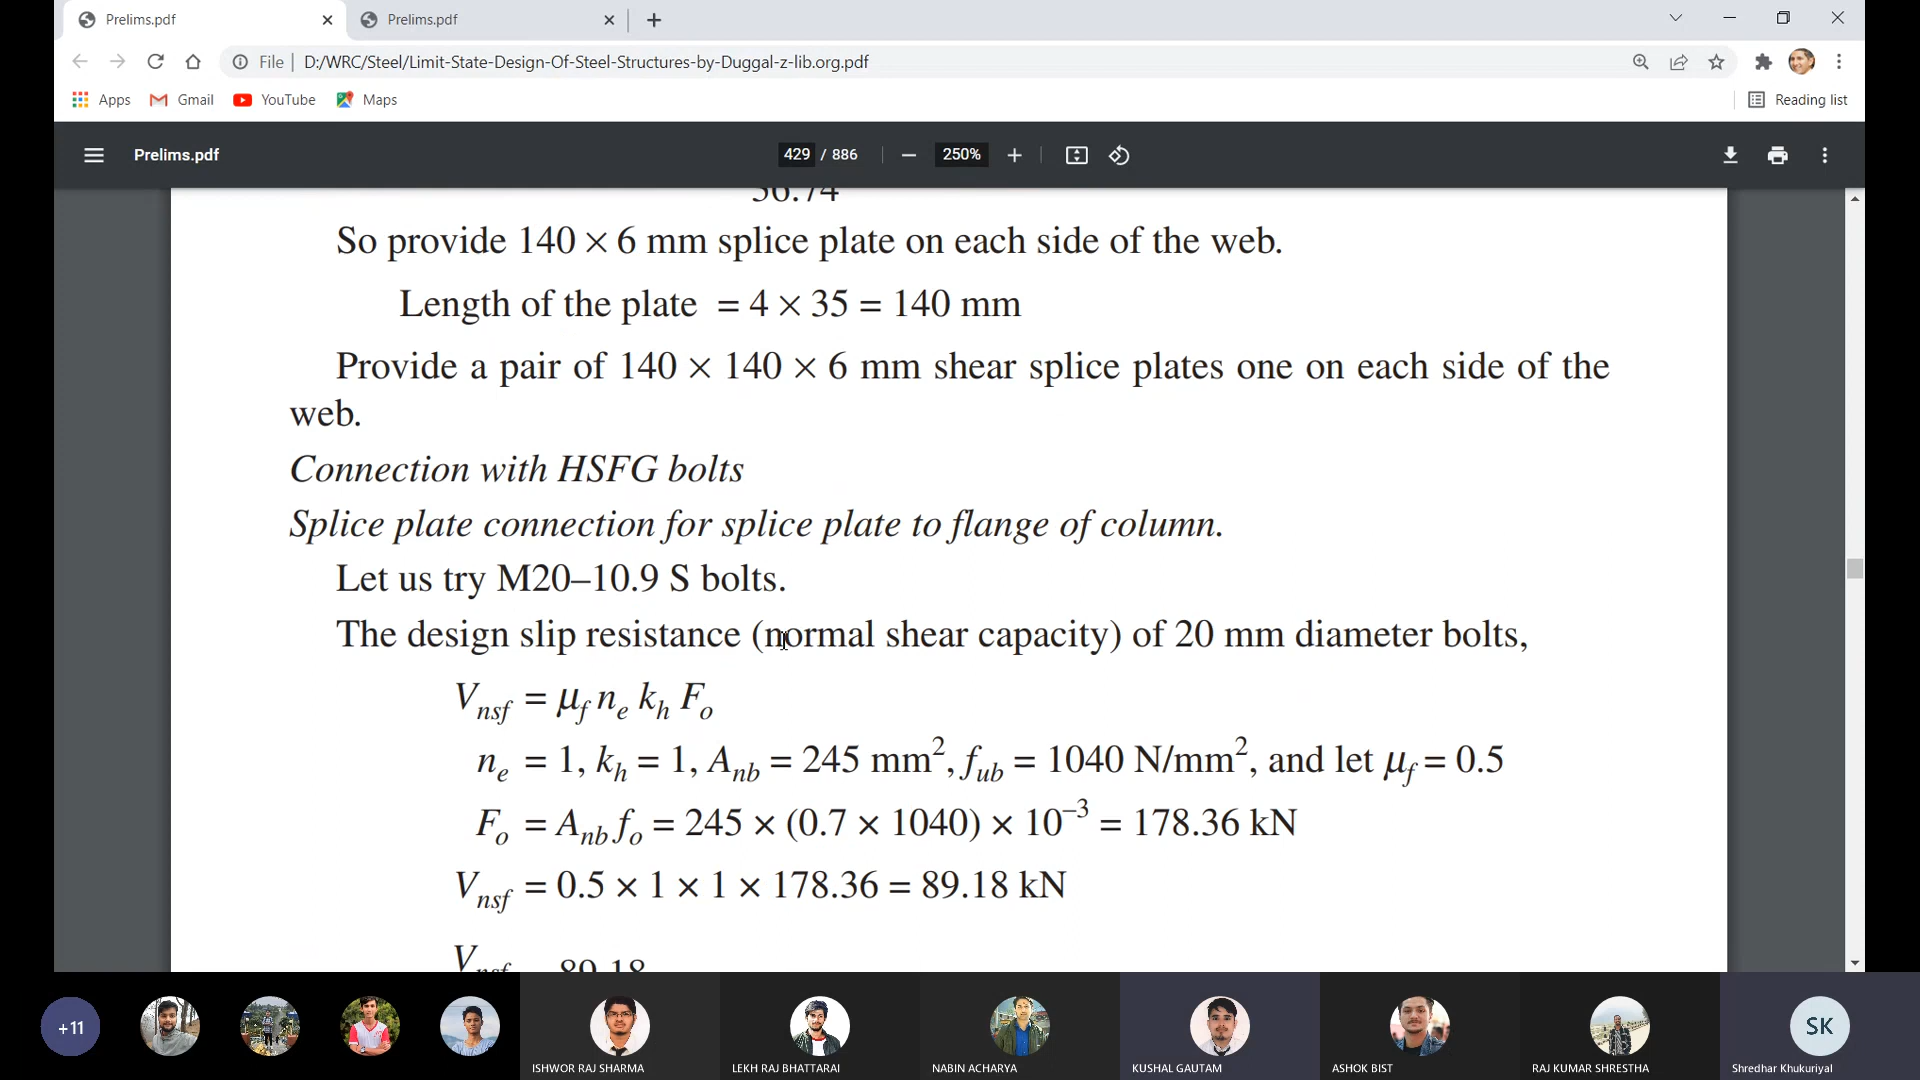 Prelims.pdf
Prelims.pdf
File | D:/WRC/Steel/Limit-State-Design-Of-Steel-Structures-by-Duggal-z-lib.org.pdf
Apps Gmail YouTube Maps Reading list
Prelims.pdf 429 / 886 — 250% +
56.74
So provide 140 × 6 mm splice plate on each side of the web.
Length of the plate = 4 × 35 = 140 mm
Provide a pair of 140 × 140 × 6 mm shear splice plates one on each side of the
web.
Connection with HSFG bolts
Splice plate connection for splice plate to flange of column.
Let us try M20–10.9 S bolts.
The design slip resistance (normal shear capacity) of 20 mm diameter bolts,
V_nsf = μ_f n_e k_h F_o
n_e = 1, k_h = 1, A_nb = 245 mm², f_ub = 1040 N/mm², and let μ_f = 0.5
F_o = A_nb f_o = 245 × (0.7 × 1040) × 10⁻³ = 178.36 kN
V_nsf = 0.5 × 1 × 1 × 178.36 = 89.18 kN
V_nsf 89.18
+11
ISHWOR RAJ SHARMA
LEKH RAJ BHATTARAI
NABIN ACHARYA
KUSHAL GAUTAM
ASHOK BIST
RAJ KUMAR SHRESTHA
SK
Shredhar Khukuriyal